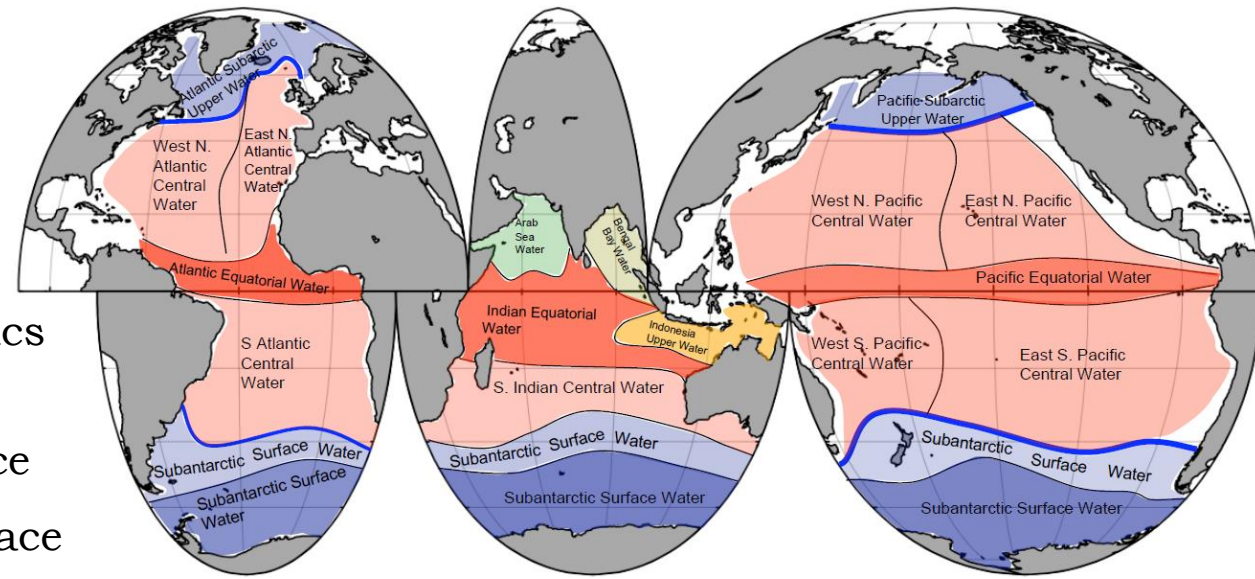 Atlantic Subarctic
Upper Water
West N.
Atlantic
Central
Water
East N.
Atlantic
Central
Water
Atlantic Equatorial Water
S Atlantic
Central
Water
Subantarctic Surface Water
Subantarctic Surface
Water
Arab
Sea
Water
Bengal
Bay Water
Indian Equatorial
Water
Indonesia
Upper Water
S. Indian Central Water
Subantarctic Surface Water
Subantarctic Surface Water
Pacific Subarctic
Upper Water
West N. Pacific
Central Water
East N. Pacific
Central Water
Pacific Equatorial Water
West S. Pacific
Central Water
East S. Pacific
Central Water
Subantarctic Surface Water
Subantarctic Surface Water
ics
ce
ace